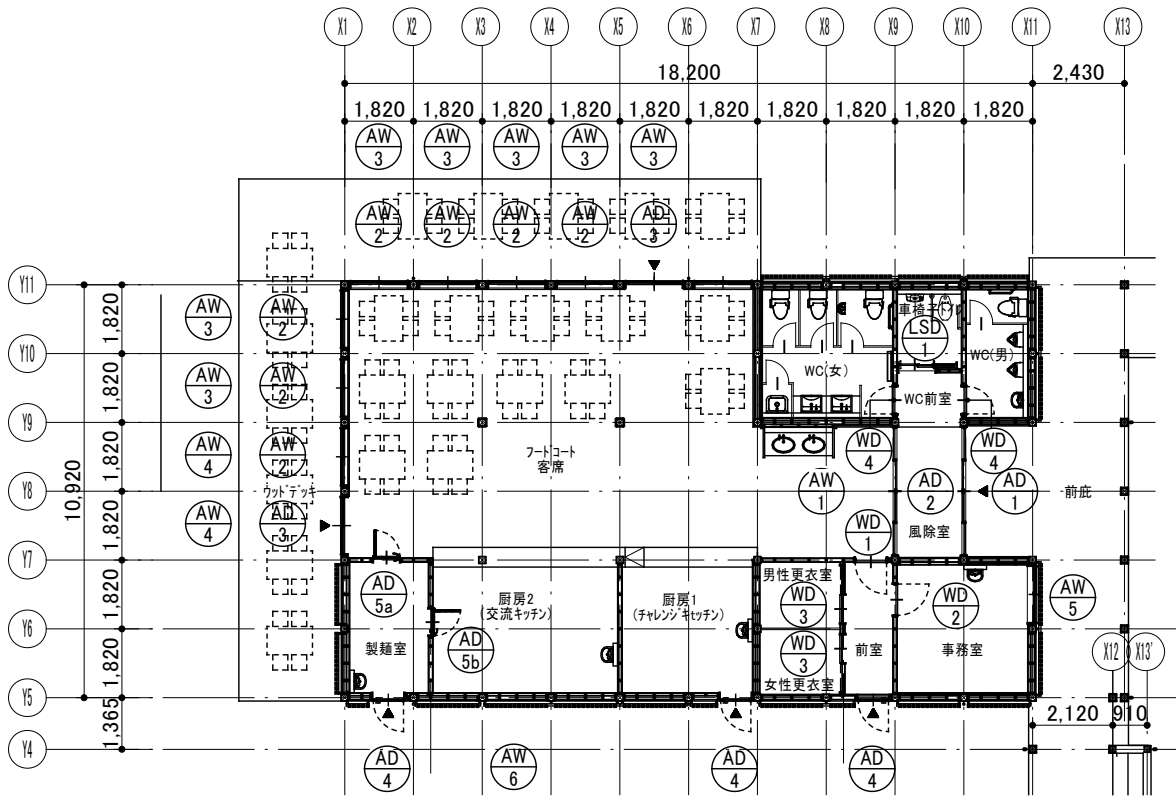 X1 X2 X3 X4 X5 X6 X7 X8 X9 X10 X11 X13
18,200 2,430
1,820 1,820 1,820 1,820 1,820 1,820 1,820 1,820 1,820 1,820
AW 3 AW 3 AW 3 AW 3 AW 3
AW 2 AW 2 AW 2 AW 2 AD 3
Y11
1,820
AW 3 AW 2
車椅子トイレ
LSD 1
WC(男)
Y10
1,820
AW 3 AW 2
WC(女)
WC前室
Y9
1,820
AW 4 AW 2
フードコート
客席
WD 4 WD 4
10,920
ウッドデッキ
Y8
AW 1 AD 2 AD 1
前庇
1,820
AW 4 AD 3
WD 1
風除室
Y7
1,820
AD 5a
厨房2
(交流キッチン)
厨房1
(チャレンジキッチン)
男性更衣室
WD 3
WD 2
AW 5
Y6
1,820
製麺室
AD 5b
WD 3
前室
事務室
X12 X13'
女性更衣室
Y5
1,365
2,120 910
Y4
AD 4 AW 6 AD 4 AD 4